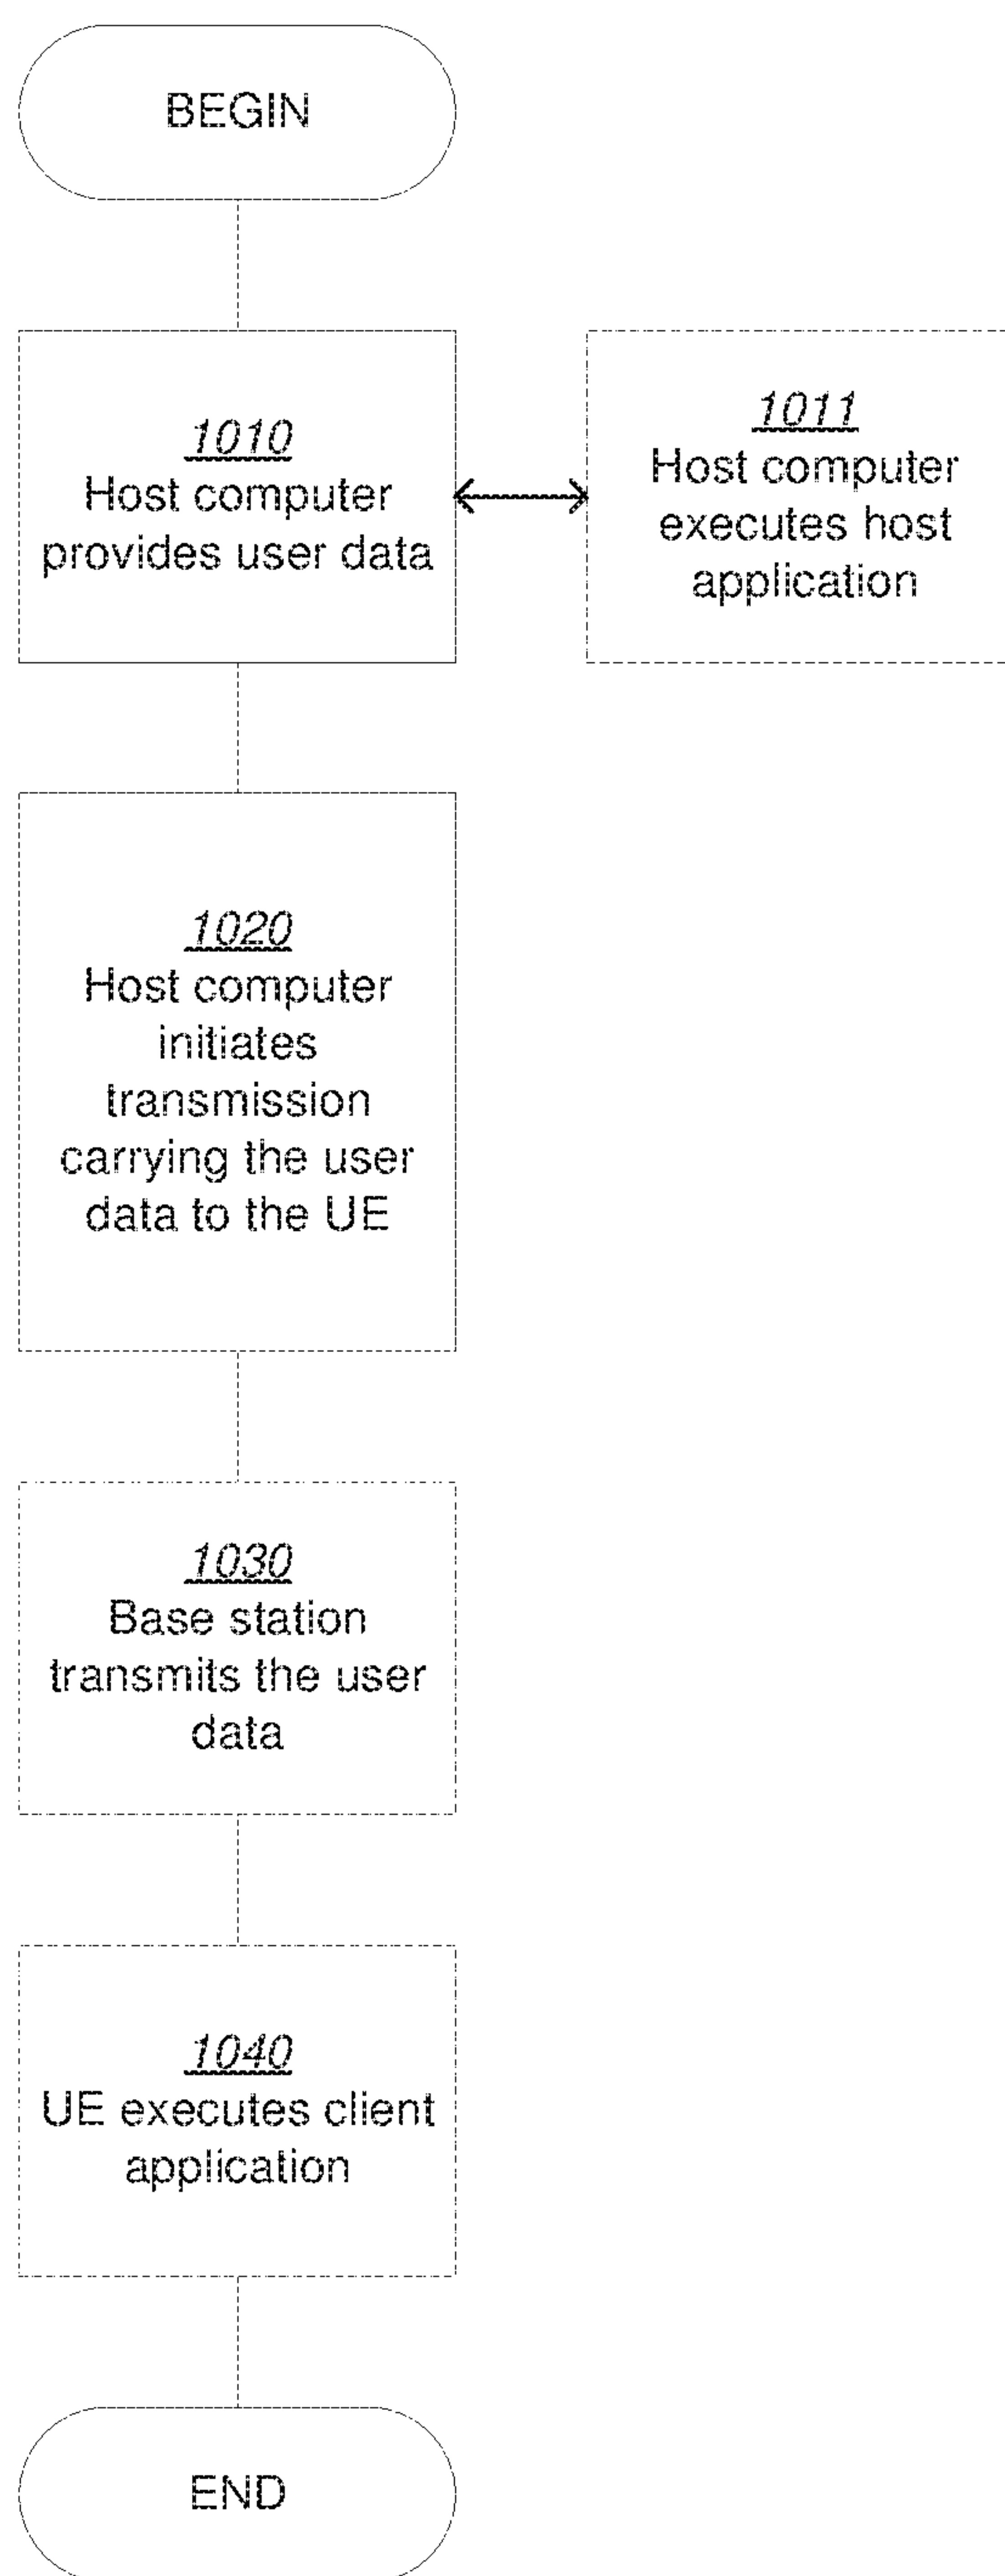 BEGIN
1010
Host computer
provides user data
1011
Host computer
executes host
application
1020
Host computer
initiates
transmission
carrying the user
data to the UE
1030
Base station
transmits the user
data
1040
UE executes client
application
END